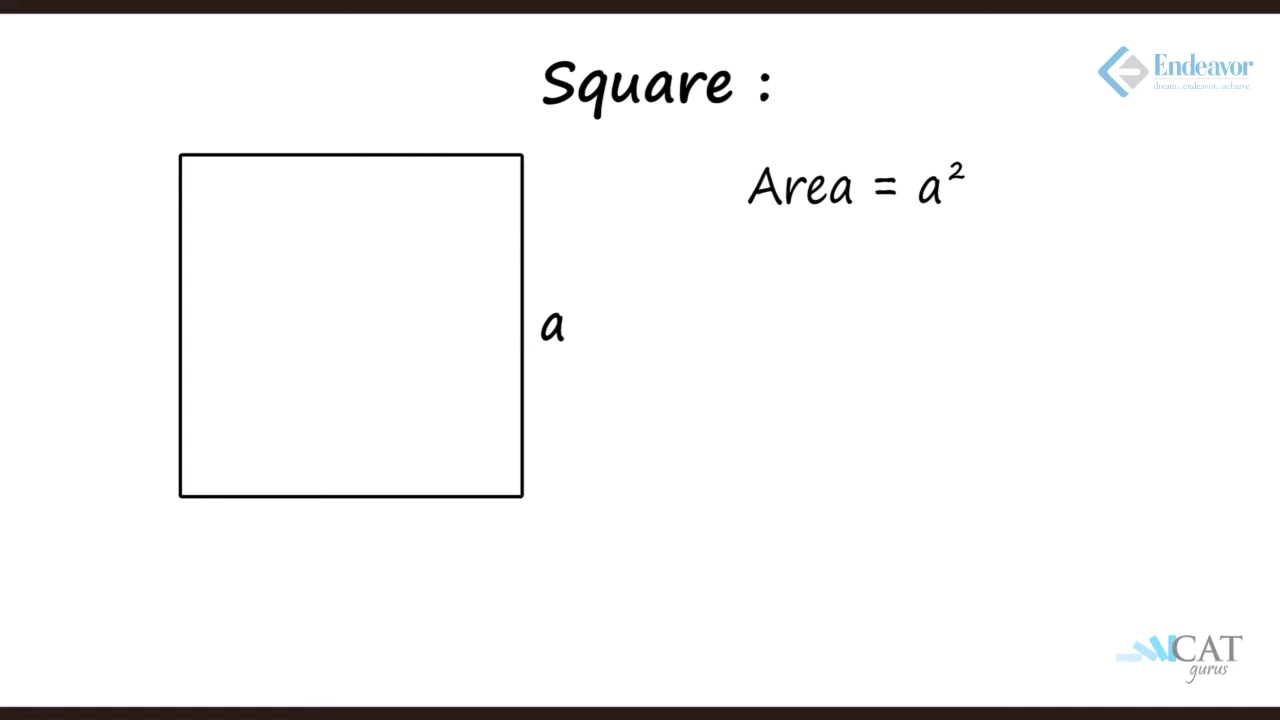 Square :
Endeavor
dream...endeavor...achieve
Area = a²
a
CAT
gurus